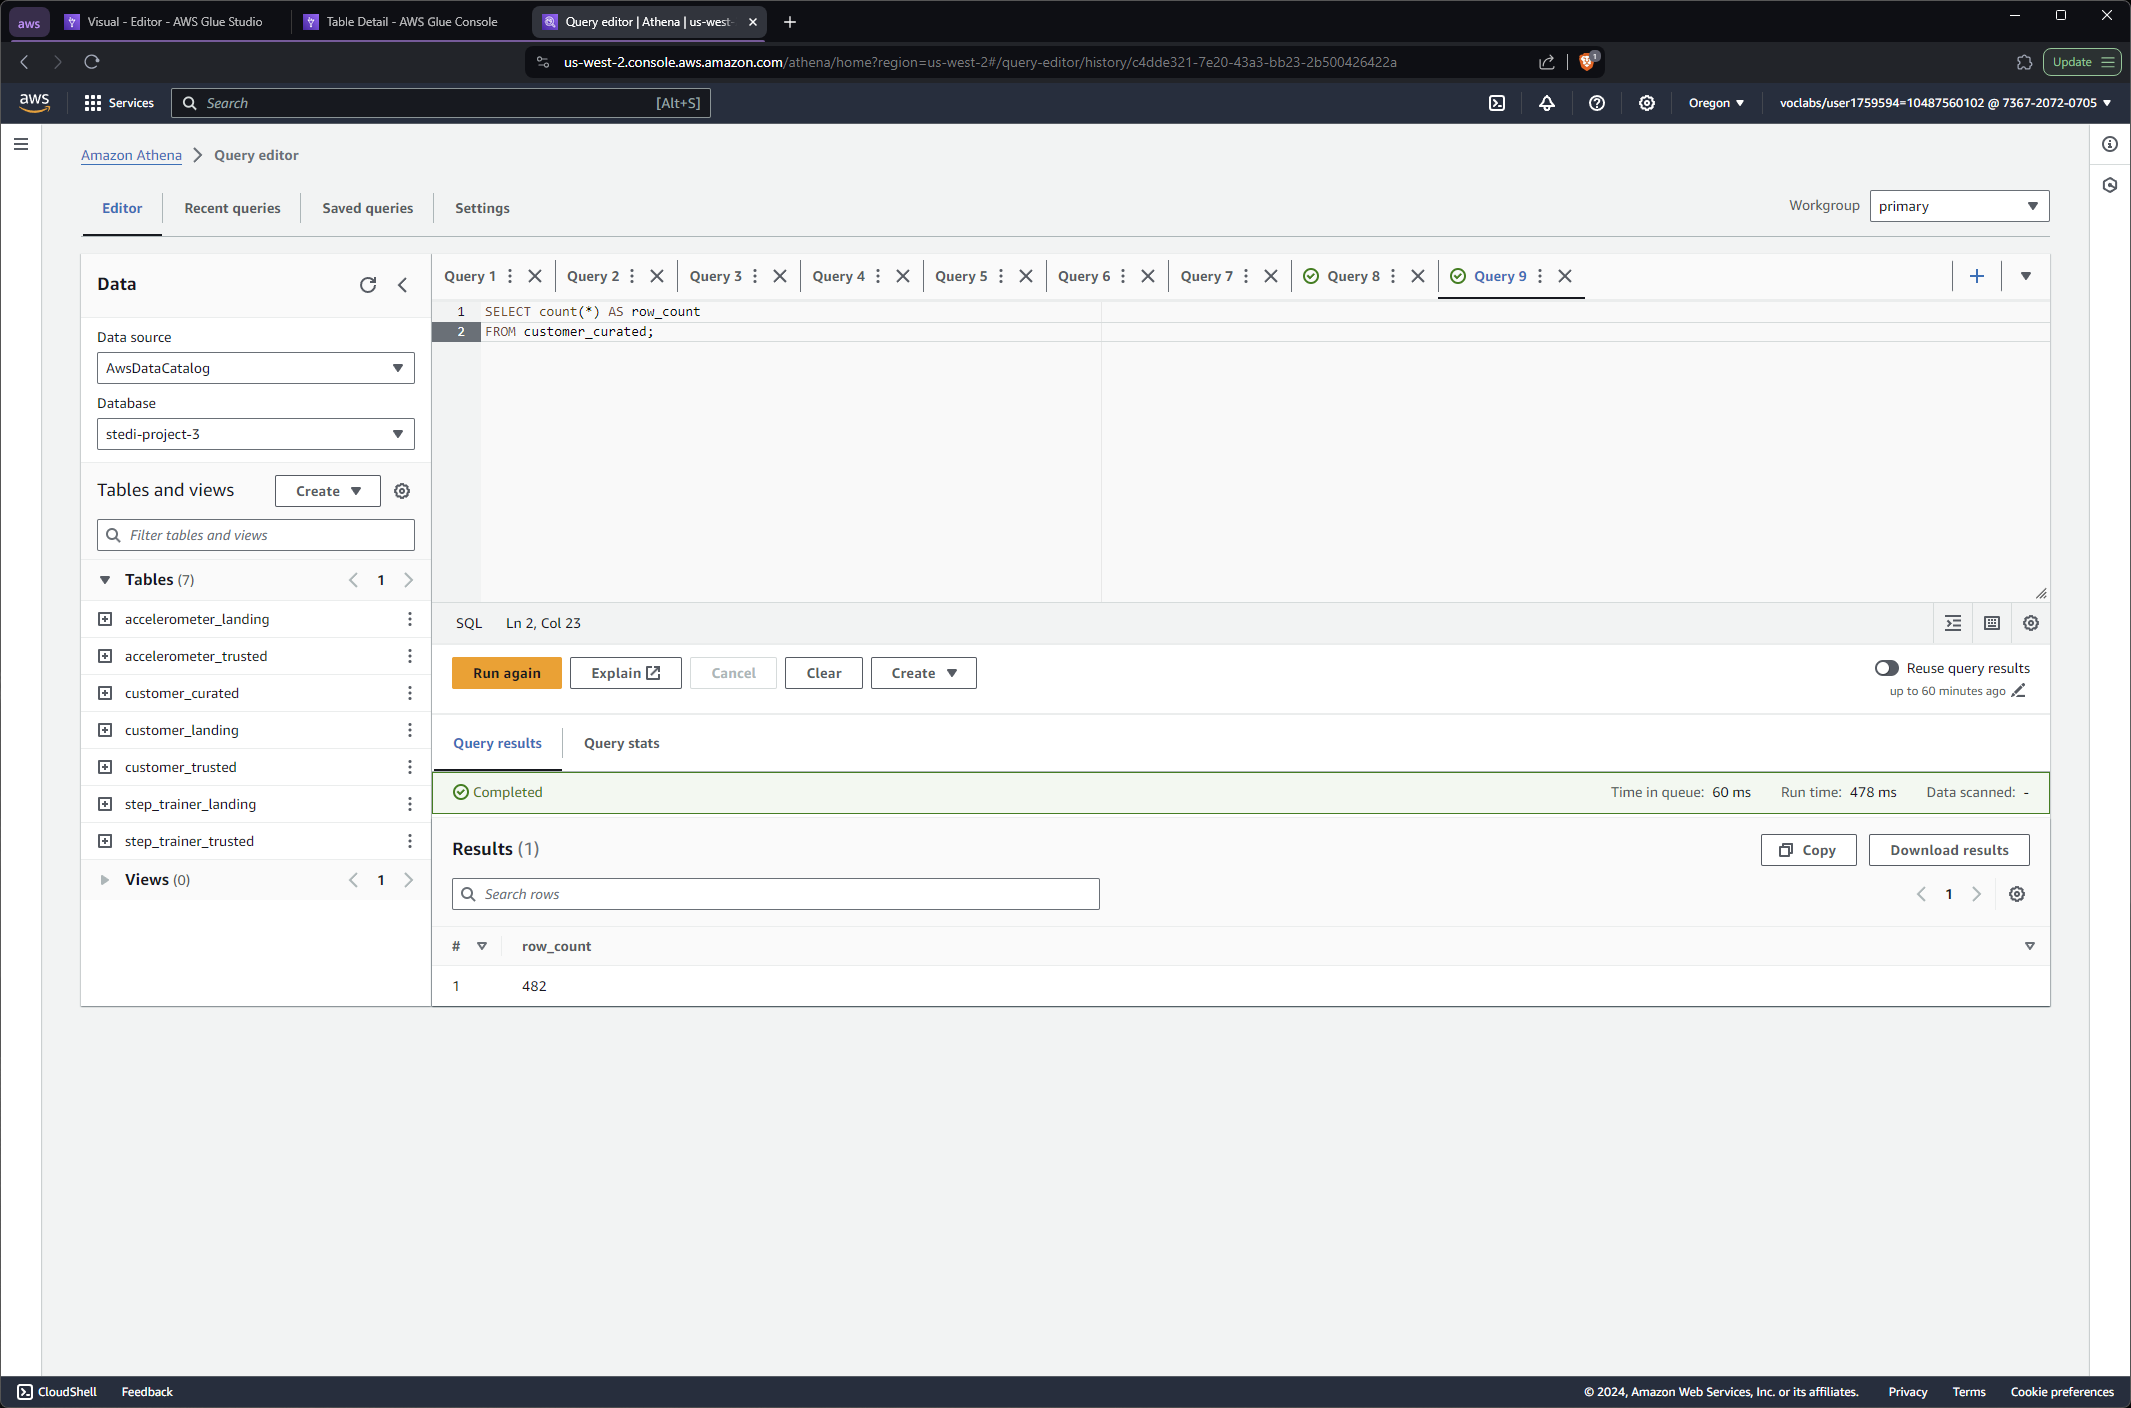 aws
Visual - Editor - AWS Glue Studio
Table Detail - AWS Glue Console
Query editor | Athena | us-west-
us-west-2.console.aws.amazon.com/athena/home?region=us-west-2#/query-editor/history/c4dde321-7e20-43a3-bb23-2b500426422a
1
Update
aws
Services
Search
[Alt+S]
Oregon
voclabs/user1759594=10487560102 @ 7367-2072-0705
Amazon Athena
Query editor
Editor
Recent queries
Saved queries
Settings
Workgroup
primary
Data
Data source
AwsDataCatalog
Database
stedi-project-3
Tables and views
Create
Filter tables and views
Tables (7)
1
accelerometer_landing
accelerometer_trusted
customer_curated
customer_landing
customer_trusted
step_trainer_landing
step_trainer_trusted
Views (0)
1
Query 1
Query 2
Query 3
Query 4
Query 5
Query 6
Query 7
Query 8
Query 9
1 SELECT count(*) AS row_count
2 FROM customer_curated;
SQL
Ln 2, Col 23
Run again
Explain
Cancel
Clear
Create
Reuse query results
up to 60 minutes ago
Query results
Query stats
Completed
Time in queue: 60 ms
Run time: 478 ms
Data scanned: -
Results (1)
Copy
Download results
Search rows
1
# row_count
1 482
CloudShell
Feedback
© 2024, Amazon Web Services, Inc. or its affiliates.
Privacy
Terms
Cookie preferences